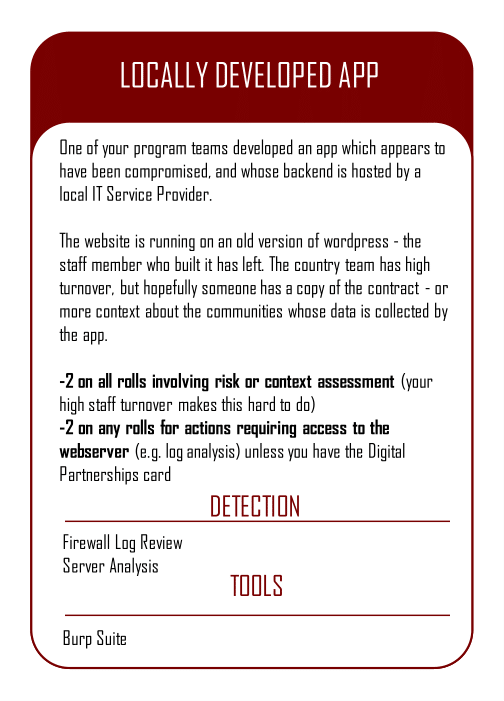 LOCALLY DEVELOPED APP
One of your program teams developed an app which appears to
have been compromised, and whose backend is hosted by a
local IT Service Provider.
The website is running on an old version of wordpress - the
staff member who built it has left. The country team has high
turnover, but hopefully someone has a copy of the contract - or
more context about the communities whose data is collected by
the app.
-2 on all rolls involving risk or context assessment (your
high staff turnover makes this hard to do)
-2 on any rolls for actions requiring access to the
webserver (e.g. log analysis) unless you have the Digital
Partnerships card
DETECTION
Firewall Log Review
Server Analysis
TOOLS
Burp Suite